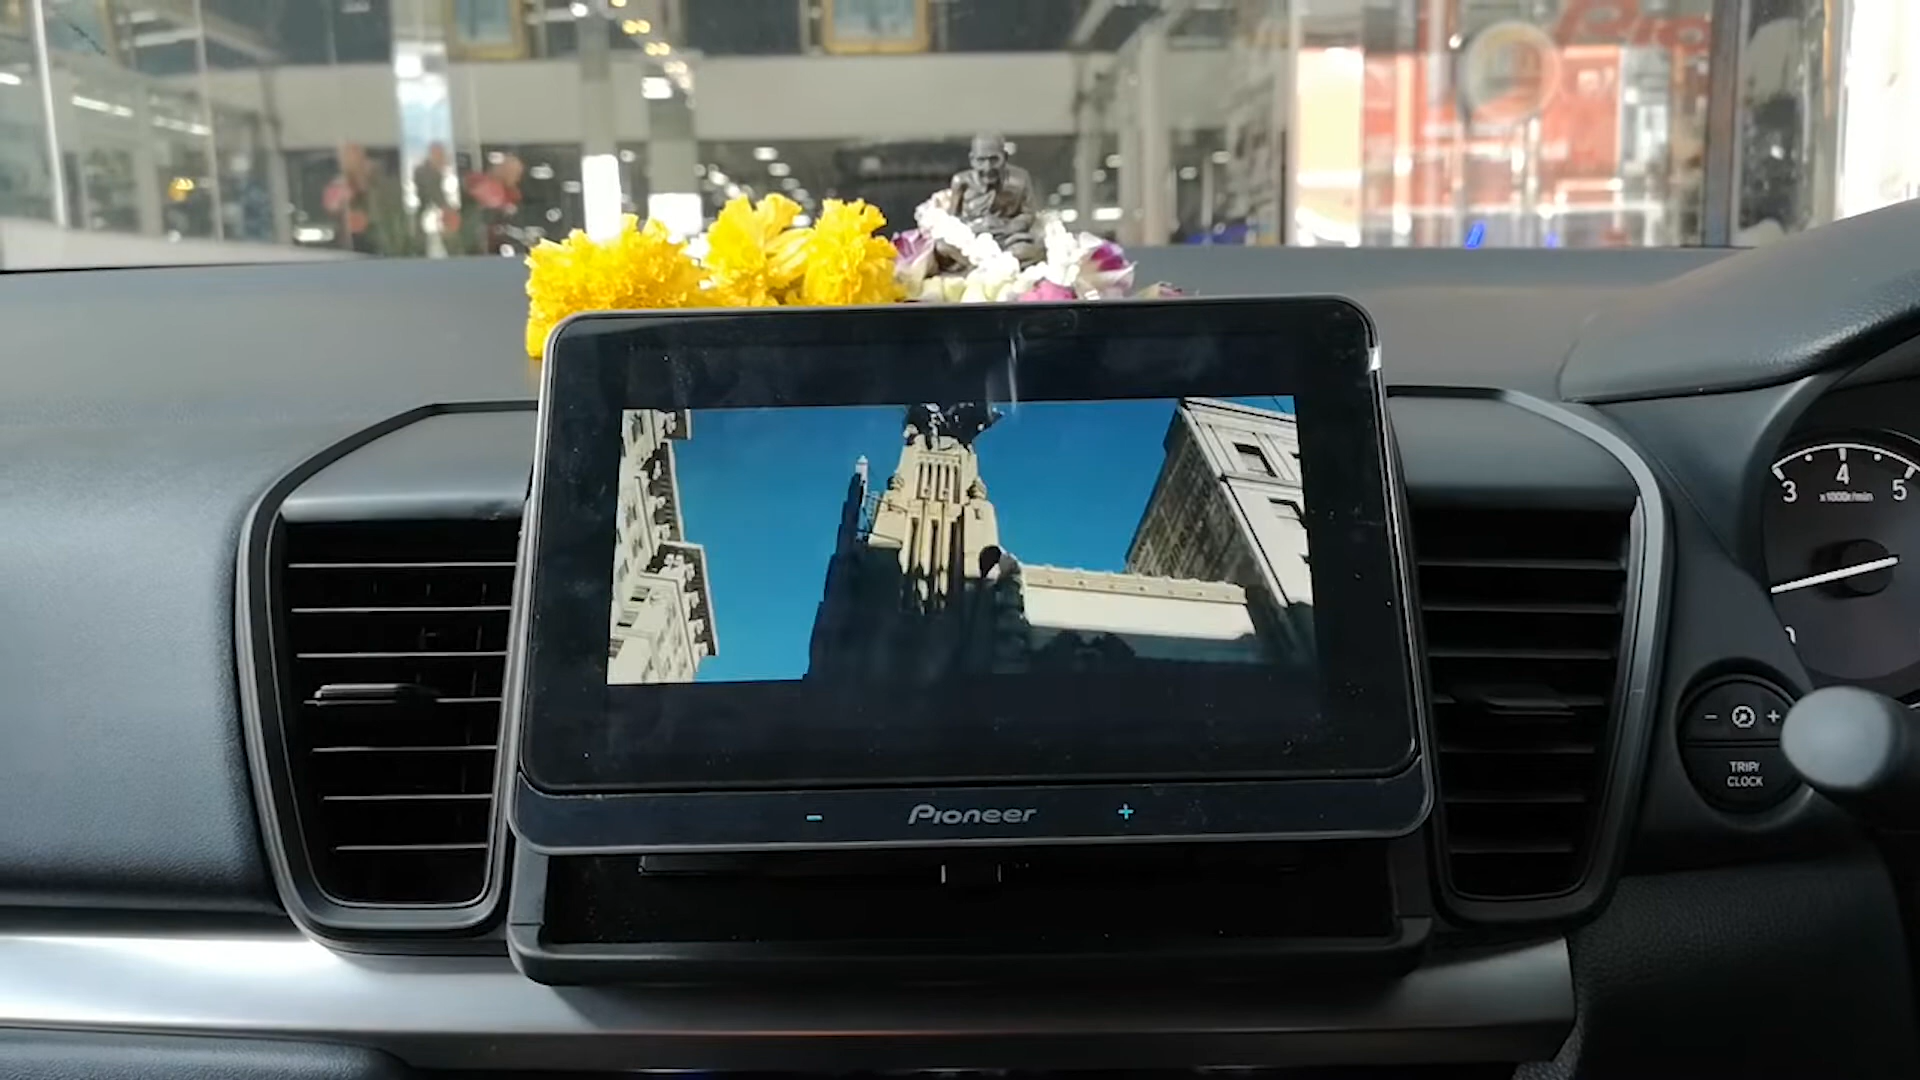 3 4 5
x1000r/min
- +
TRIP/
CLOCK
- Pioneer +